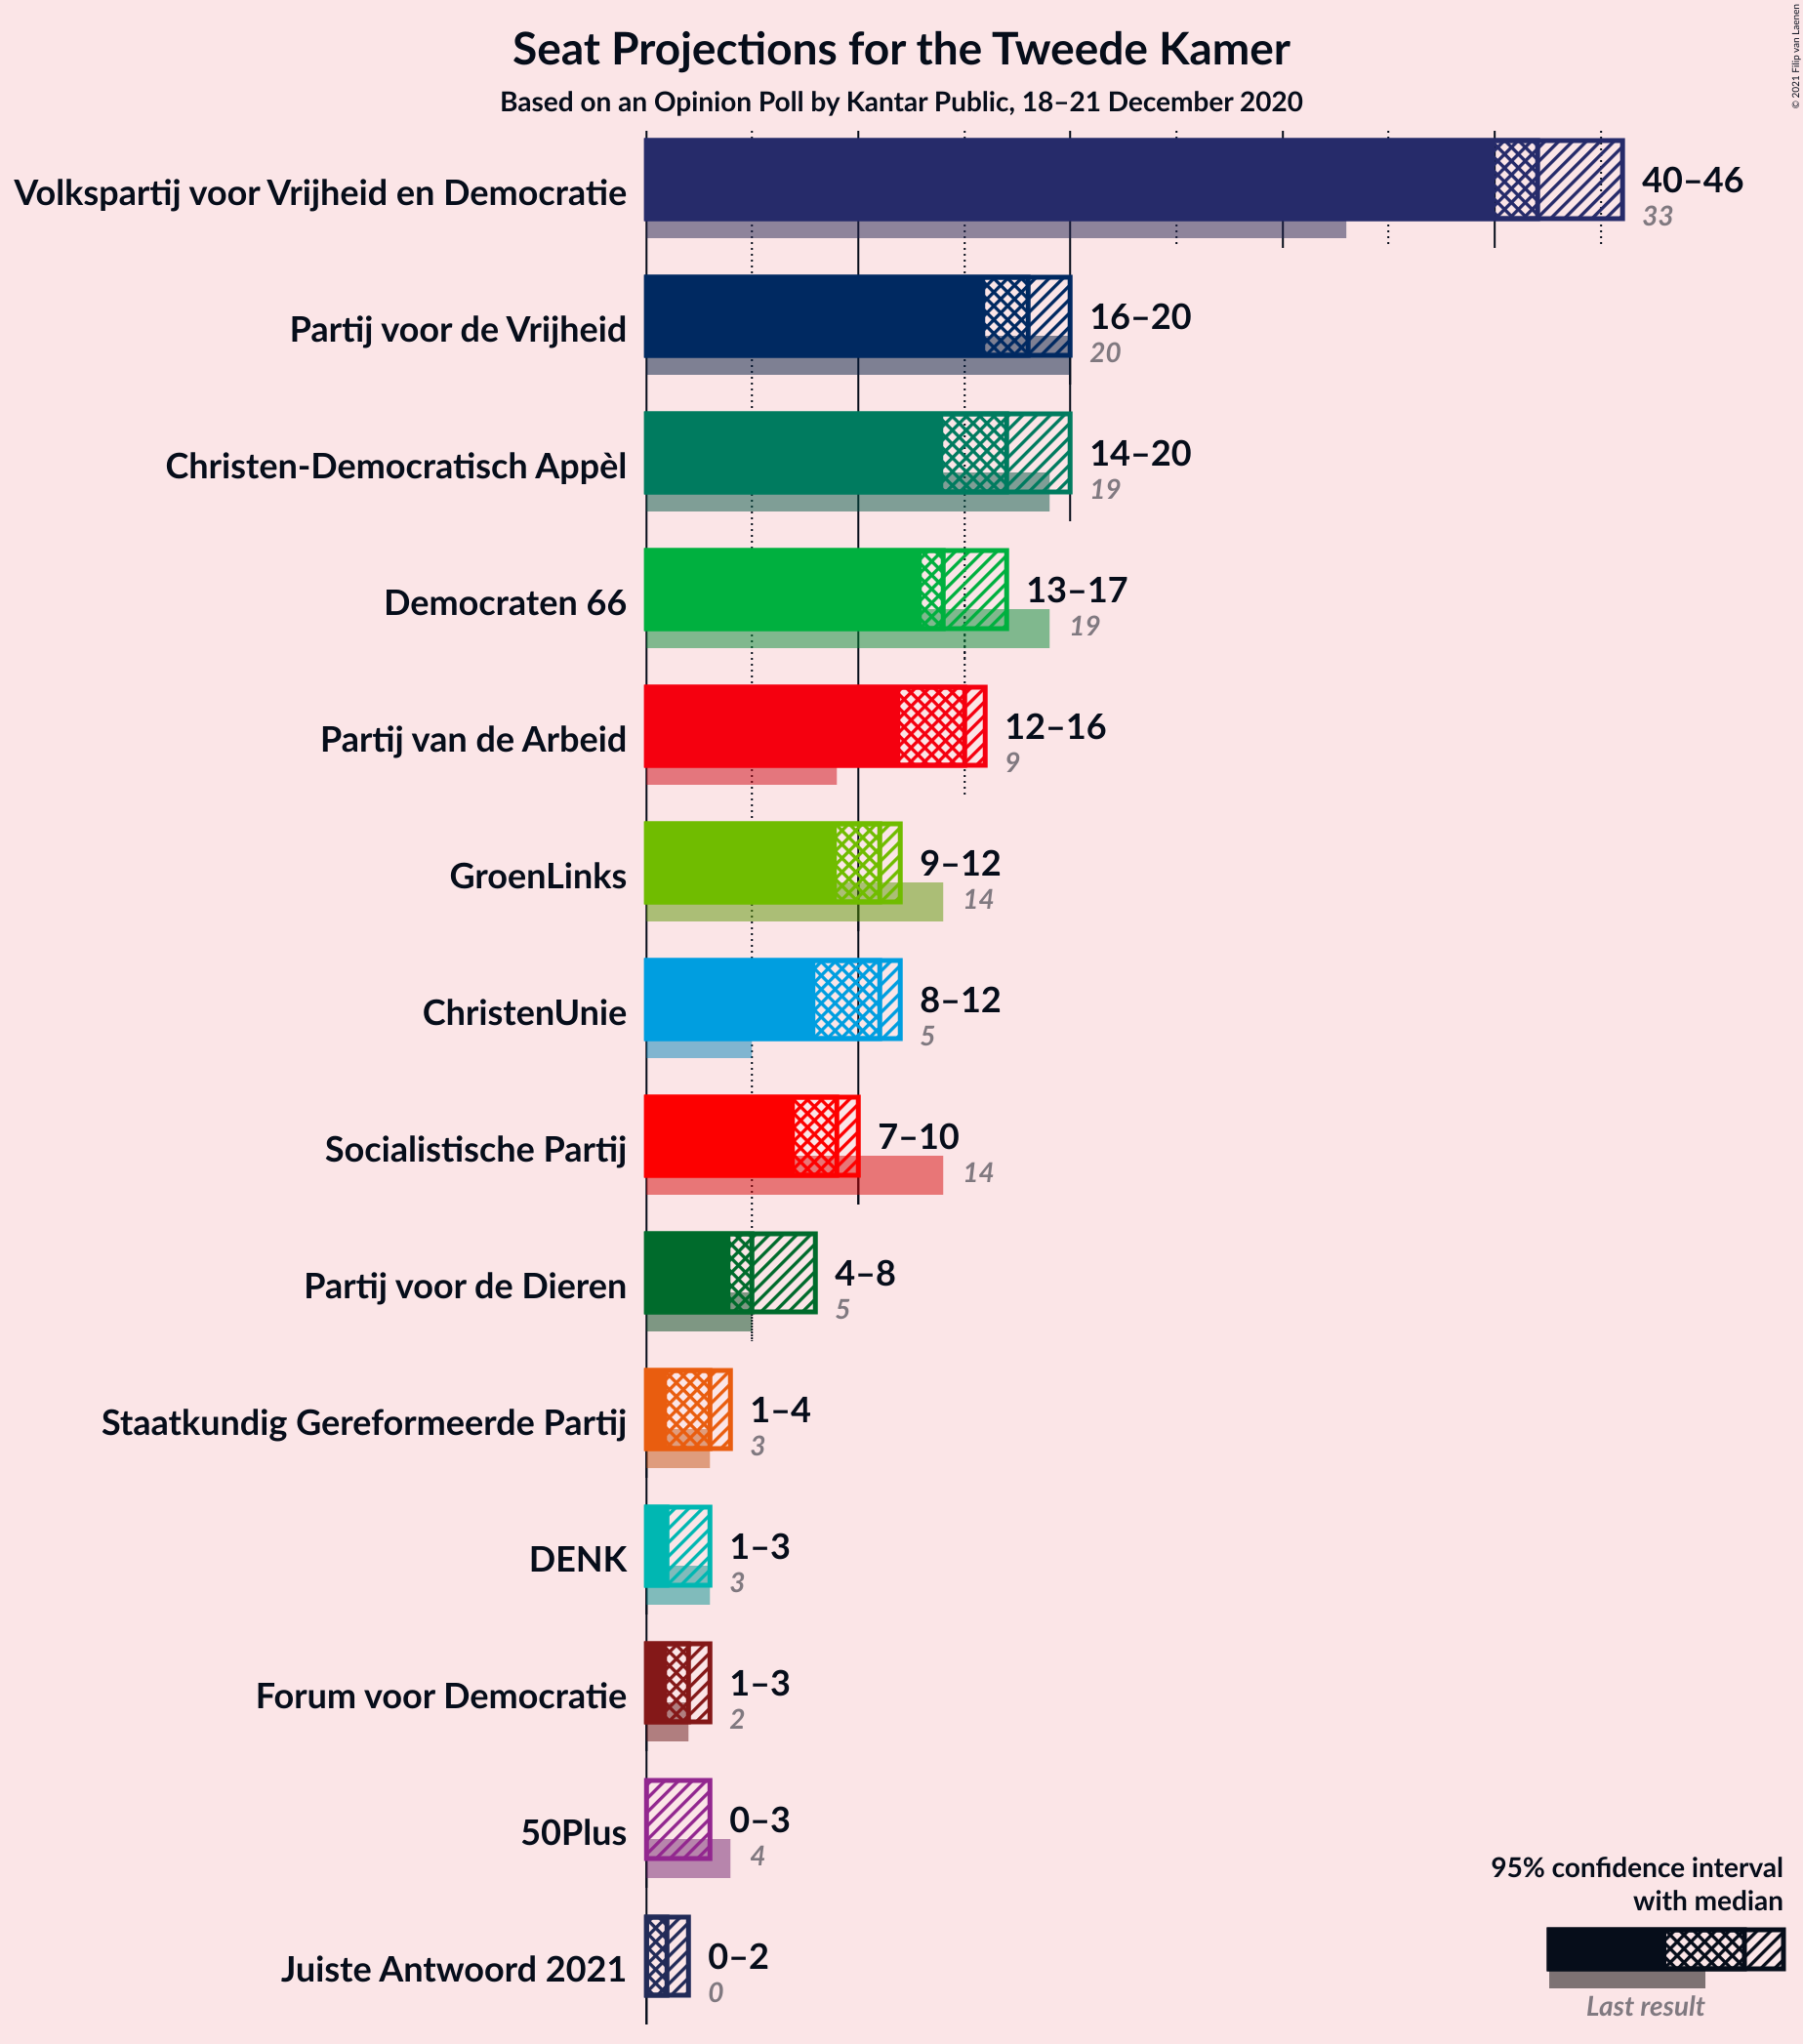 Seat Projections for the Tweede Kamer
Based on an Opinion Poll by Kantar Public, 18–21 December 2020
© 2021 Filip van Laenen
Volkspartij voor Vrijheid en Democratie
40–46
33
Partij voor de Vrijheid
16–20
20
Christen-Democratisch Appèl
14–20
19
Democraten 66
13–17
19
Partij van de Arbeid
12–16
9
GroenLinks
9–12
14
ChristenUnie
8–12
5
Socialistische Partij
7–10
14
Partij voor de Dieren
4–8
5
Staatkundig Gereformeerde Partij
1–4
3
DENK
1–3
3
Forum voor Democratie
1–3
2
50Plus
0–3
4
Juiste Antwoord 2021
0–2
0
95% confidence interval
with median
Last result